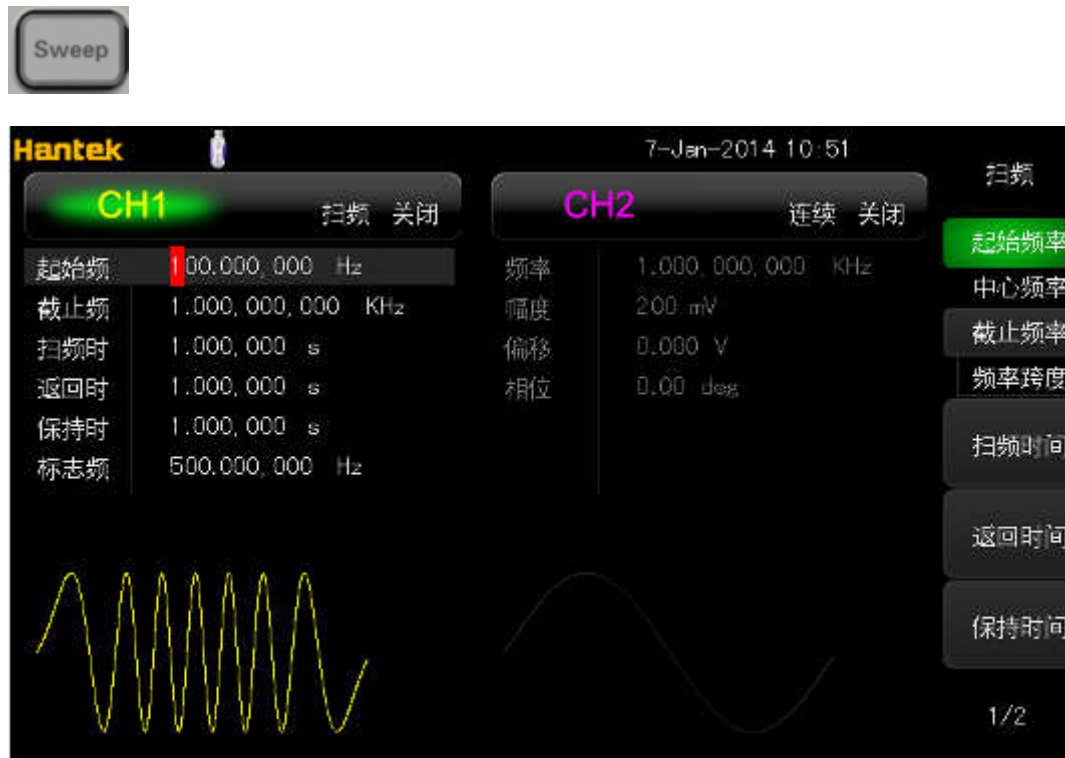 Sweep
Hantek 7-Jan-2014 10:51
CH1 扫频 关闭
CH2 连续 关闭
起始频 100.000,000 Hz
截止频 1.000,000,000 KHz
扫频时 1.000,000 s
返回时 1.000,000 s
保持时 1.000,000 s
标志频 500.000,000 Hz
频率 1.000,000,000 KHz
幅度 200 mV
偏移 0.000 V
相位 0.00 deg
扫频
起始频率
中心频率
截止频率
频率跨度
扫频时间
返回时间
保持时间
1/2